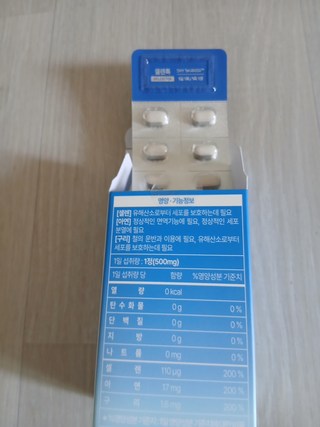 셀렌톡
영양·기능정보
[셀렌] 유해산소로부터 세포를 보호하는데 필요
[아연] 정상적인 면역기능에 필요, 정상적인 세포
분열에 필요
[구리] 철의 운반과 이용에 필요, 유해산소로부터
세포를 보호하는데 필요
1일 섭취량 : 1정(500mg)
1일 섭취량 당 함량 %영양성분 기준치
열량 0 kcal
탄수화물 0 g 0 %
단백질 0 g 0 %
지방 0 g 0 %
나트륨 0 mg 0 %
셀렌 110 μg 200 %
아연 17 mg 200 %
구리